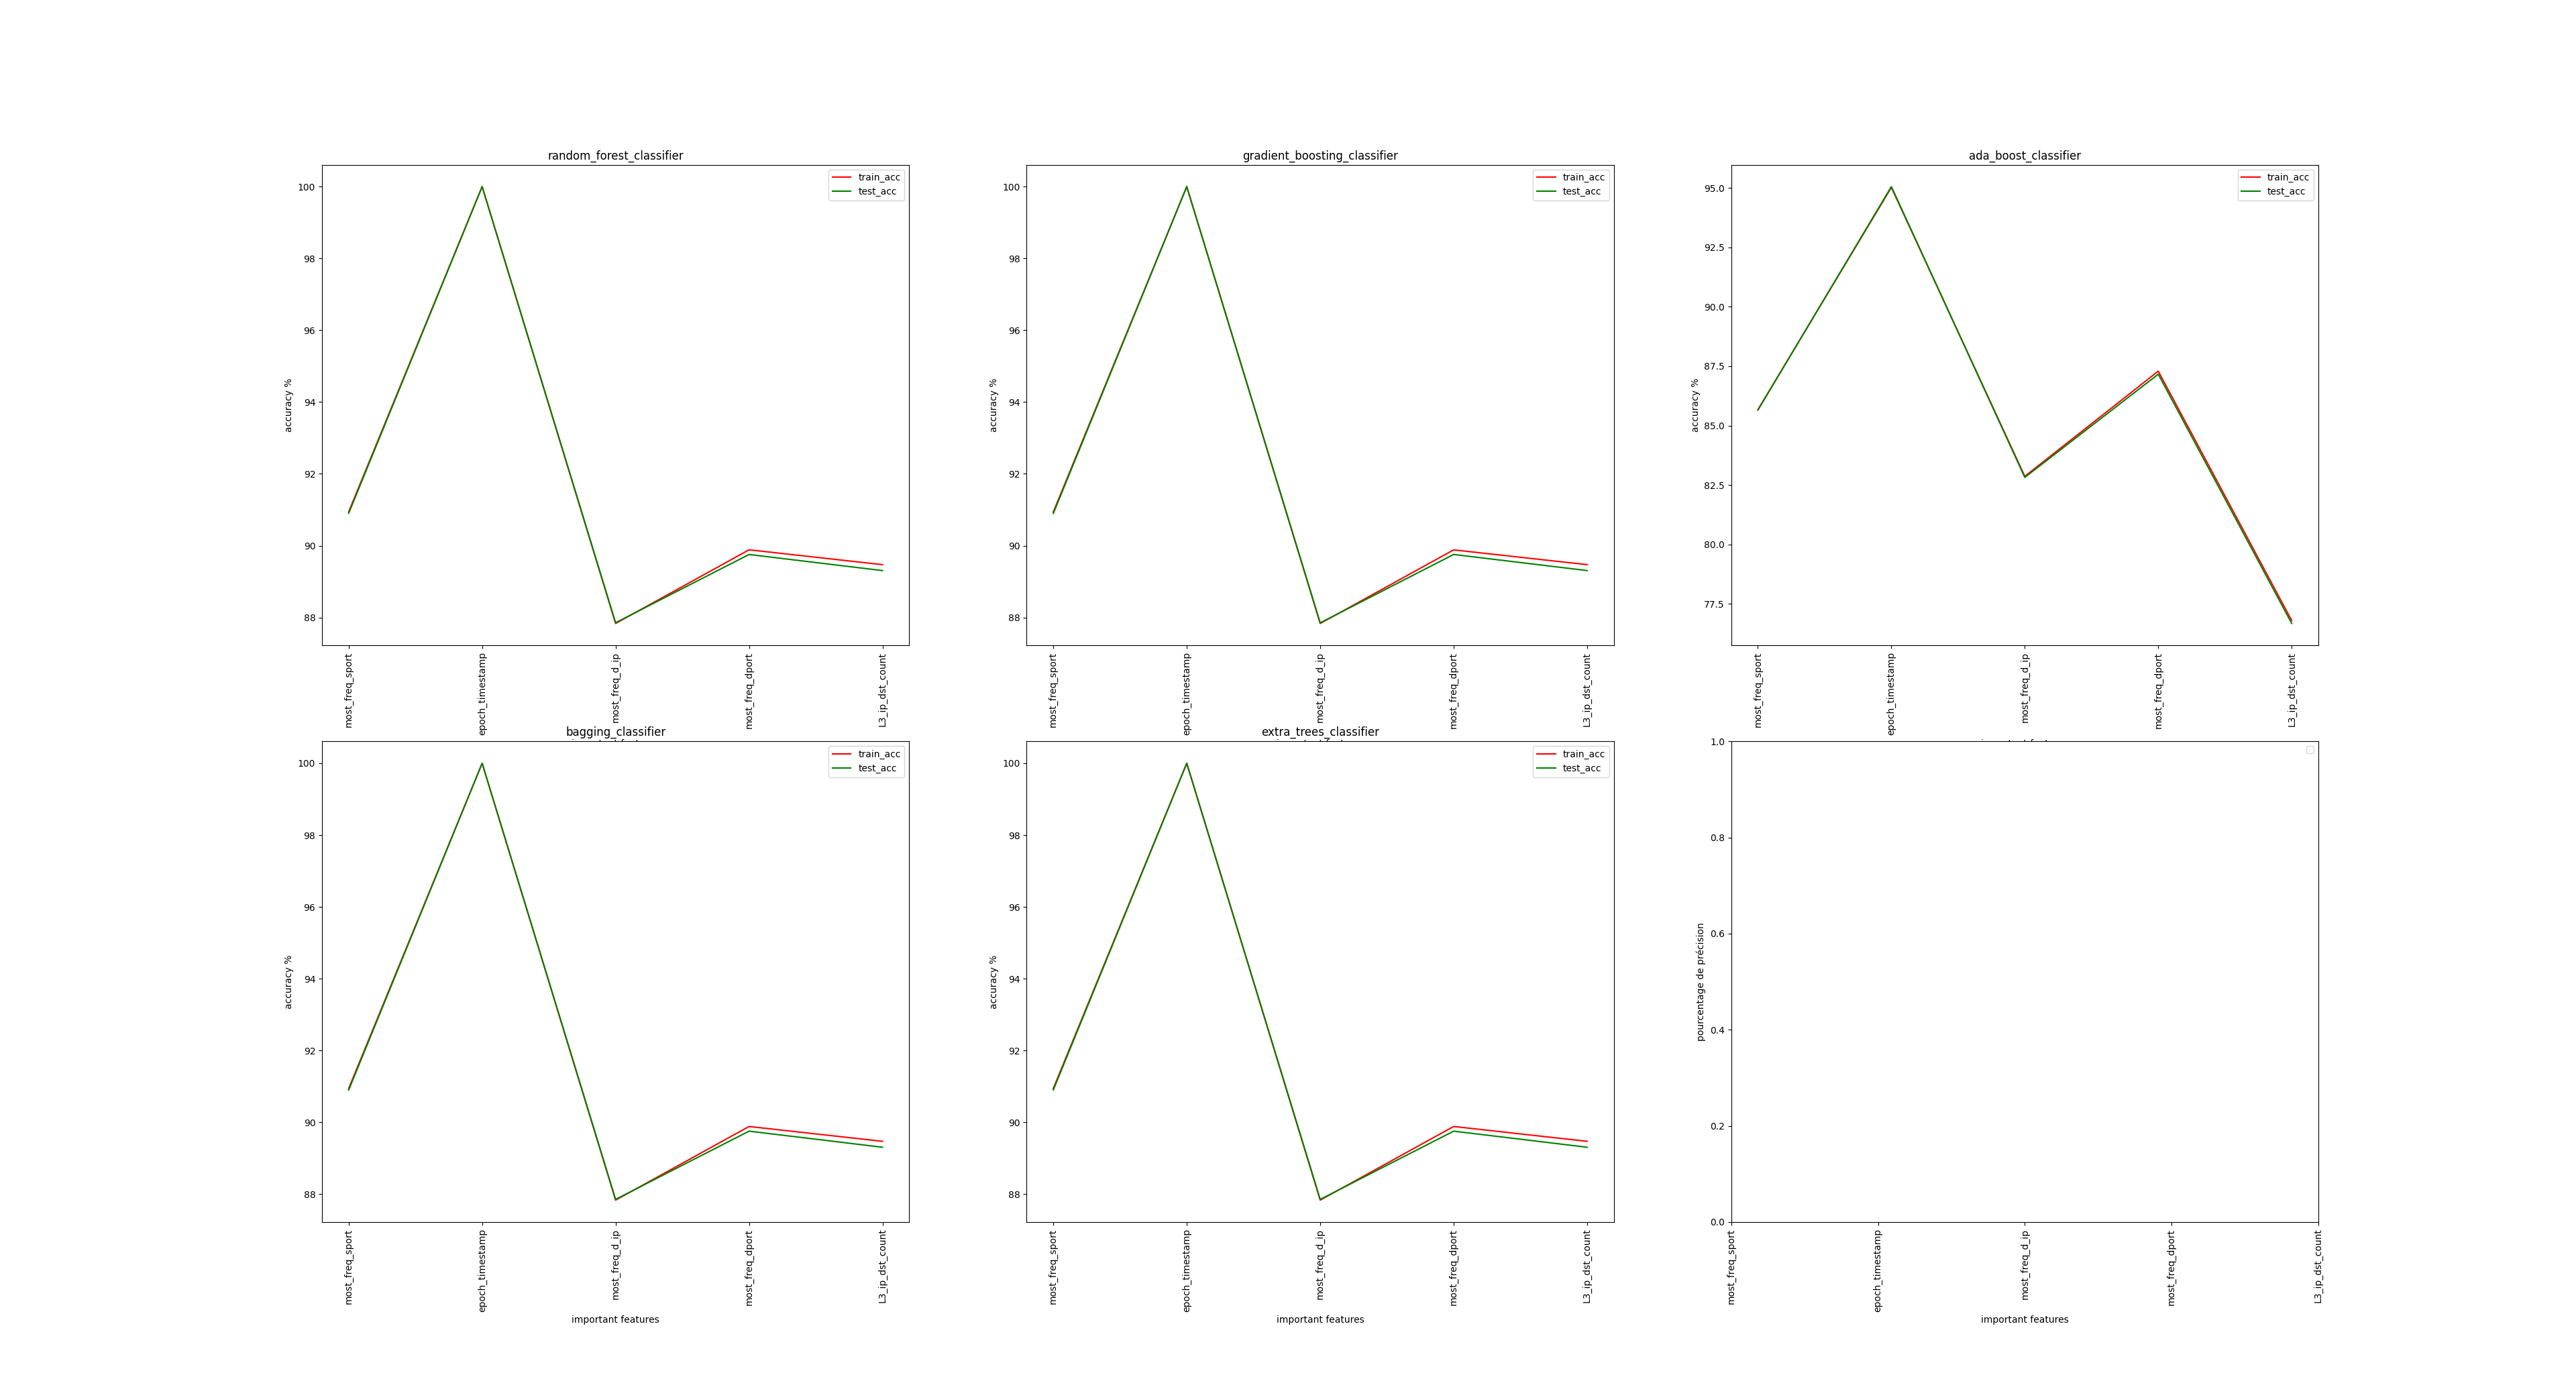 random_forest_classifier
train_acc
test_acc
100
98
96
94
92
90
88
accuracy %
most_freq_sport
epoch_timestamp
most_freq_d_ip
most_freq_dport
L3_ip_dst_count
gradient_boosting_classifier
train_acc
test_acc
100
98
96
94
92
90
88
accuracy %
most_freq_sport
epoch_timestamp
most_freq_d_ip
most_freq_dport
L3_ip_dst_count
ada_boost_classifier
train_acc
test_acc
95.0
92.5
90.0
87.5
85.0
82.5
80.0
77.5
accuracy %
most_freq_sport
epoch_timestamp
most_freq_d_ip
most_freq_dport
L3_ip_dst_count
bagging_classifier
train_acc
test_acc
100
98
96
94
92
90
88
accuracy %
most_freq_sport
epoch_timestamp
most_freq_d_ip
most_freq_dport
L3_ip_dst_count
important features
extra_trees_classifier
train_acc
test_acc
100
98
96
94
92
90
88
accuracy %
most_freq_sport
epoch_timestamp
most_freq_d_ip
most_freq_dport
L3_ip_dst_count
important features
1.0
0.8
0.6
0.4
0.2
0.0
pourcentage de précision
most_freq_sport
epoch_timestamp
most_freq_d_ip
most_freq_dport
L3_ip_dst_count
important features